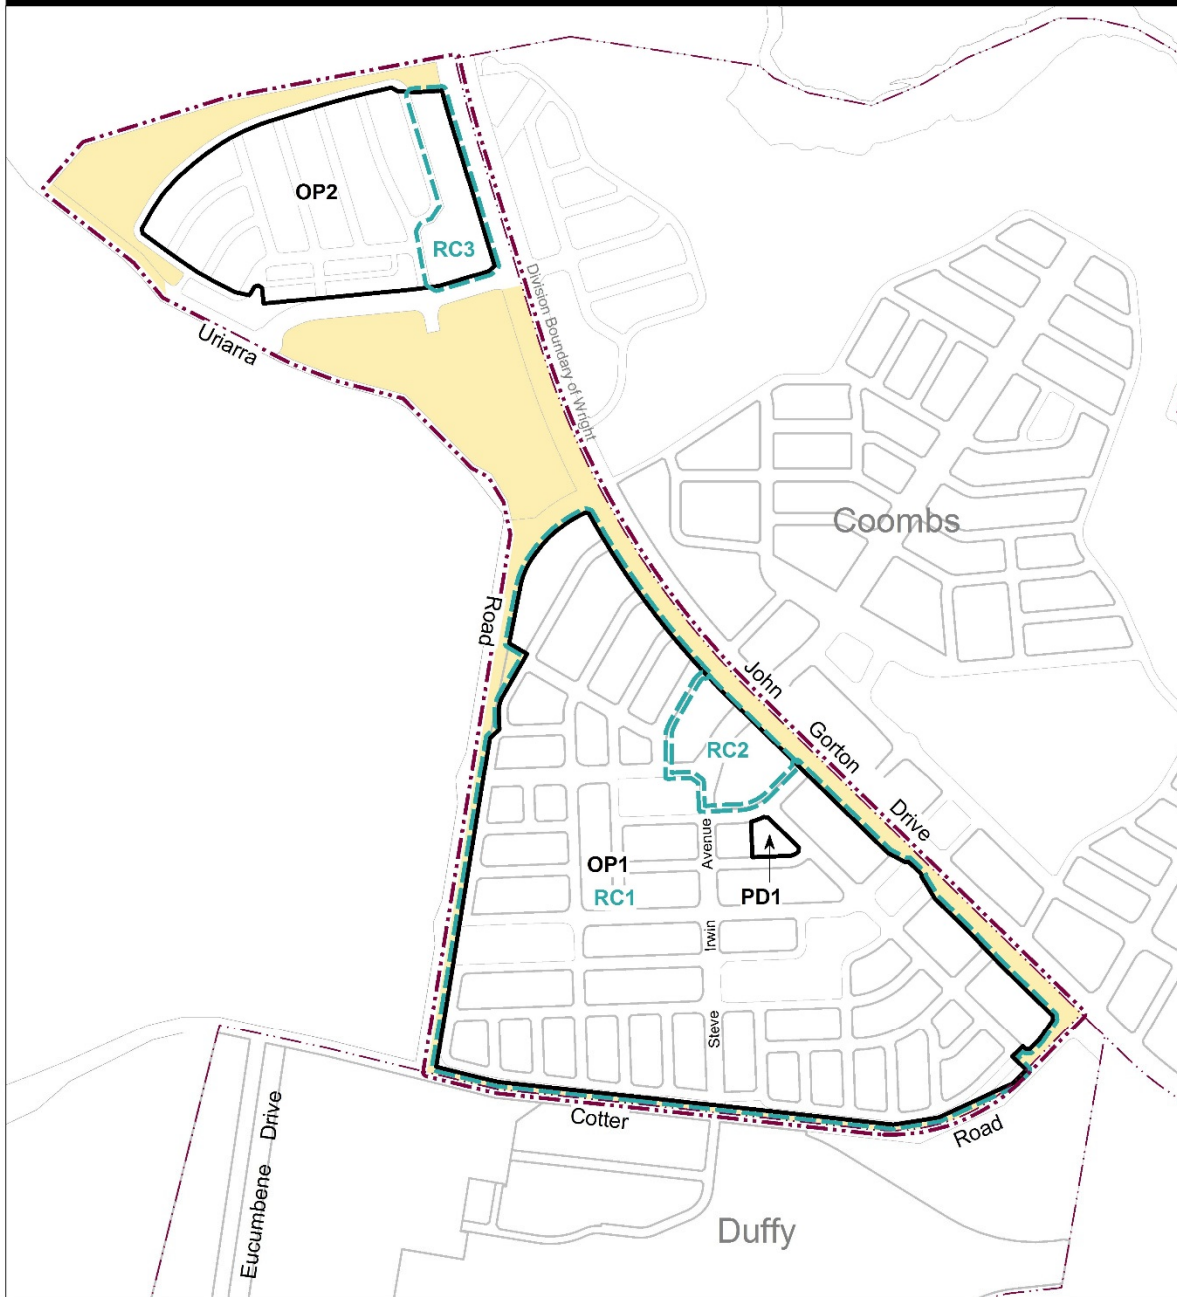 OP2
RC3
Uriarra
Division Boundary of Wright
Coombs
Road
John
Gorton
Drive
RC2
Avenue
OP1
RC1
PD1
Irwin
Steve
Cotter
Road
Eucumbene Drive
Duffy